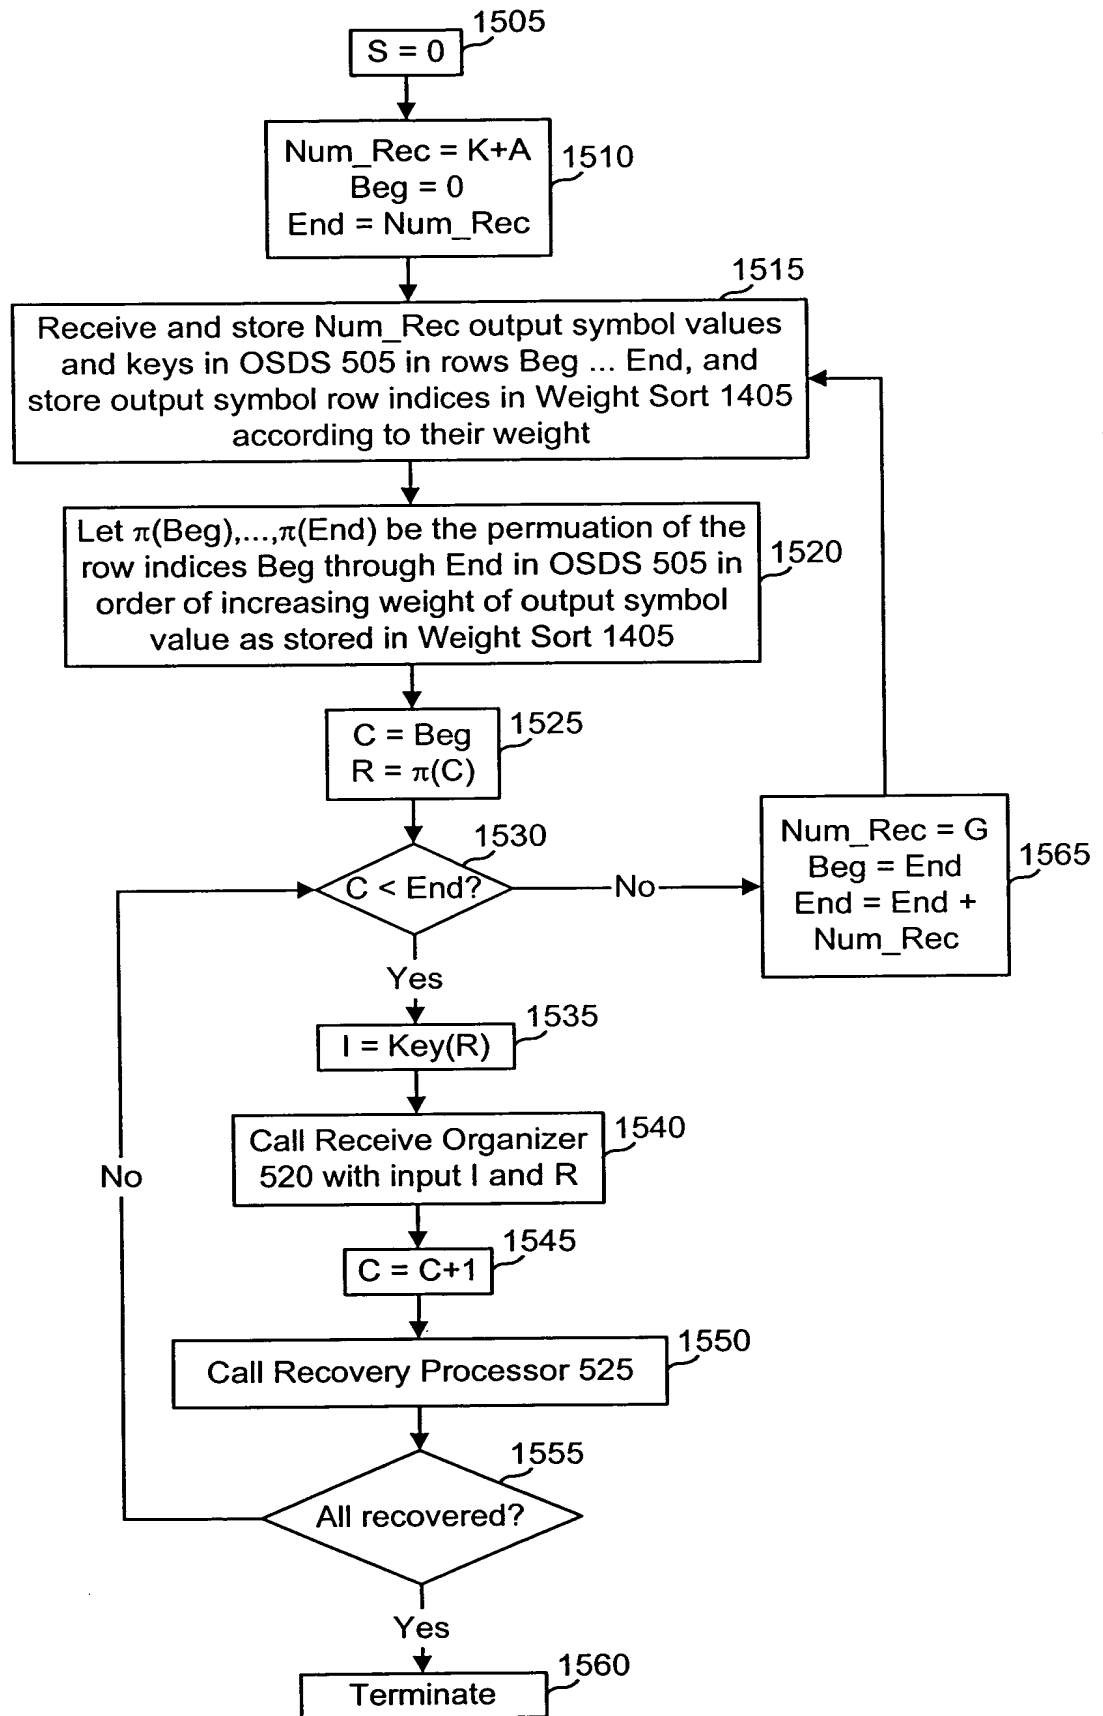 1505
S = 0
Num_Rec = K+A
Beg = 0
End = Num_Rec
1510
1515
Receive and store Num_Rec output symbol values
and keys in OSDS 505 in rows Beg ... End, and
store output symbol row indices in Weight Sort 1405
according to their weight
Let π(Beg),...,π(End) be the permuation of the
row indices Beg through End in OSDS 505 in
order of increasing weight of output symbol
value as stored in Weight Sort 1405
1520
C = Beg
R = π(C)
1525
1530
C < End?
No
Num_Rec = G
Beg = End
End = End +
Num_Rec
1565
Yes
I = Key(R)
1535
Call Receive Organizer
520 with input I and R
1540
No
C = C+1
1545
Call Recovery Processor 525
1550
1555
All recovered?
Yes
Terminate
1560